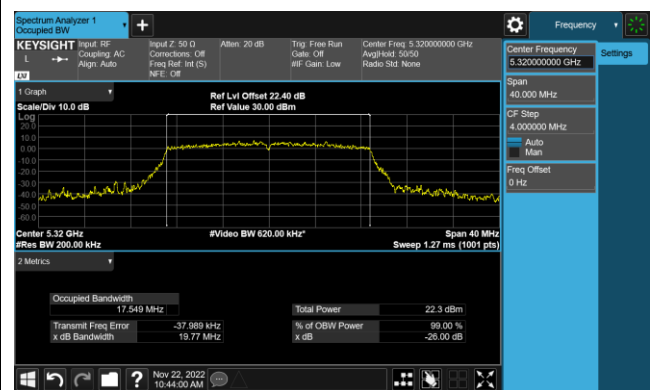 Spectrum Analyzer 1
Occupied BW
Frequency
KEYSIGHT
L
LXI
Input: RF
Coupling: AC
Align: Auto
Input Z: 50 Ω
Corrections: Off
Freq Ref: Int (S)
NFE: Off
Atten: 20 dB
Trig: Free Run
Gate: Off
#IF Gain: Low
Center Freq: 5.320000000 GHz
Avg|Hold: 50/50
Radio Std: None
Center Frequency
5.320000000 GHz
Settings
Span
40.000 MHz
CF Step
4.000000 MHz
Auto
Man
Freq Offset
0 Hz
1 Graph
Scale/Div 10.0 dB
Ref Lvl Offset 22.40 dB
Ref Value 30.00 dBm
Log
20.0
10.0
0.00
-10.0
-20.0
-30.0
-40.0
-50.0
-60.0
Center 5.32 GHz
#Res BW 200.00 kHz
#Video BW 620.00 kHz*
Span 40 MHz
Sweep 1.27 ms (1001 pts)
2 Metrics
Occupied Bandwidth
17.549 MHz
Total Power 22.3 dBm
Transmit Freq Error -37.989 kHz
% of OBW Power 99.00 %
x dB Bandwidth 19.77 MHz
x dB -26.00 dB
?
Nov 22, 2022
10:44:00 AM